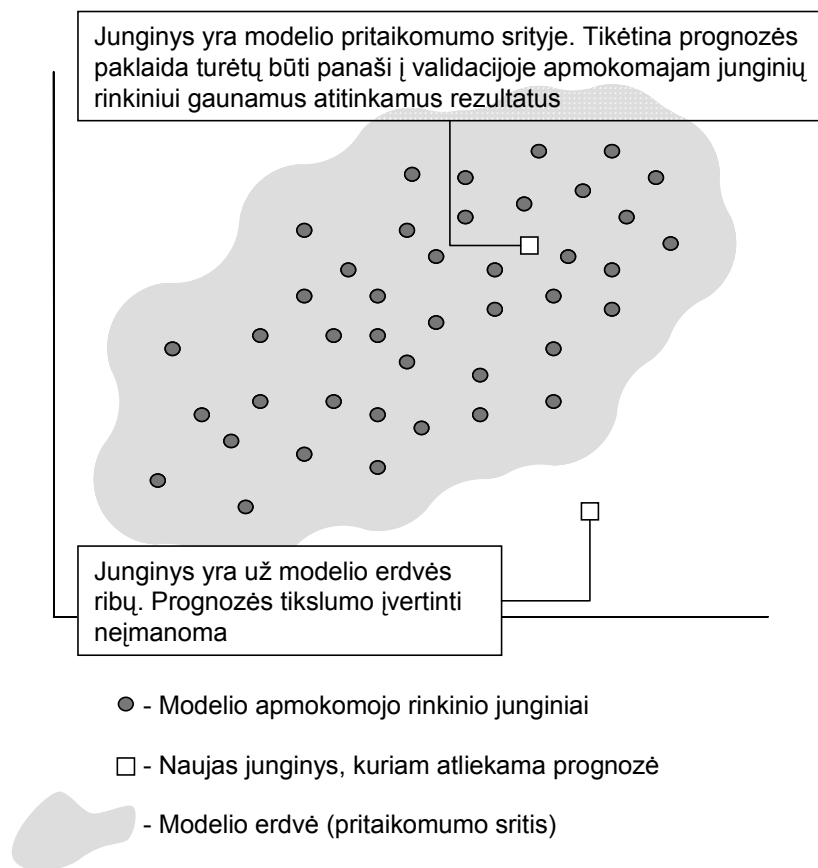 Junginys yra modelio pritaikomumo srityje. Tikėtina prognozės
paklaida turėtų būti panaši į validacijoje apmokomajam junginių
rinkiniui gaunamus atitinkamus rezultatus
Junginys yra už modelio erdvės
ribų. Prognozės tikslumo įvertinti
neįmanoma
- Modelio apmokomojo rinkinio junginiai
- Naujas junginys, kuriam atliekama prognozė
- Modelio erdvė (pritaikomumo sritis)